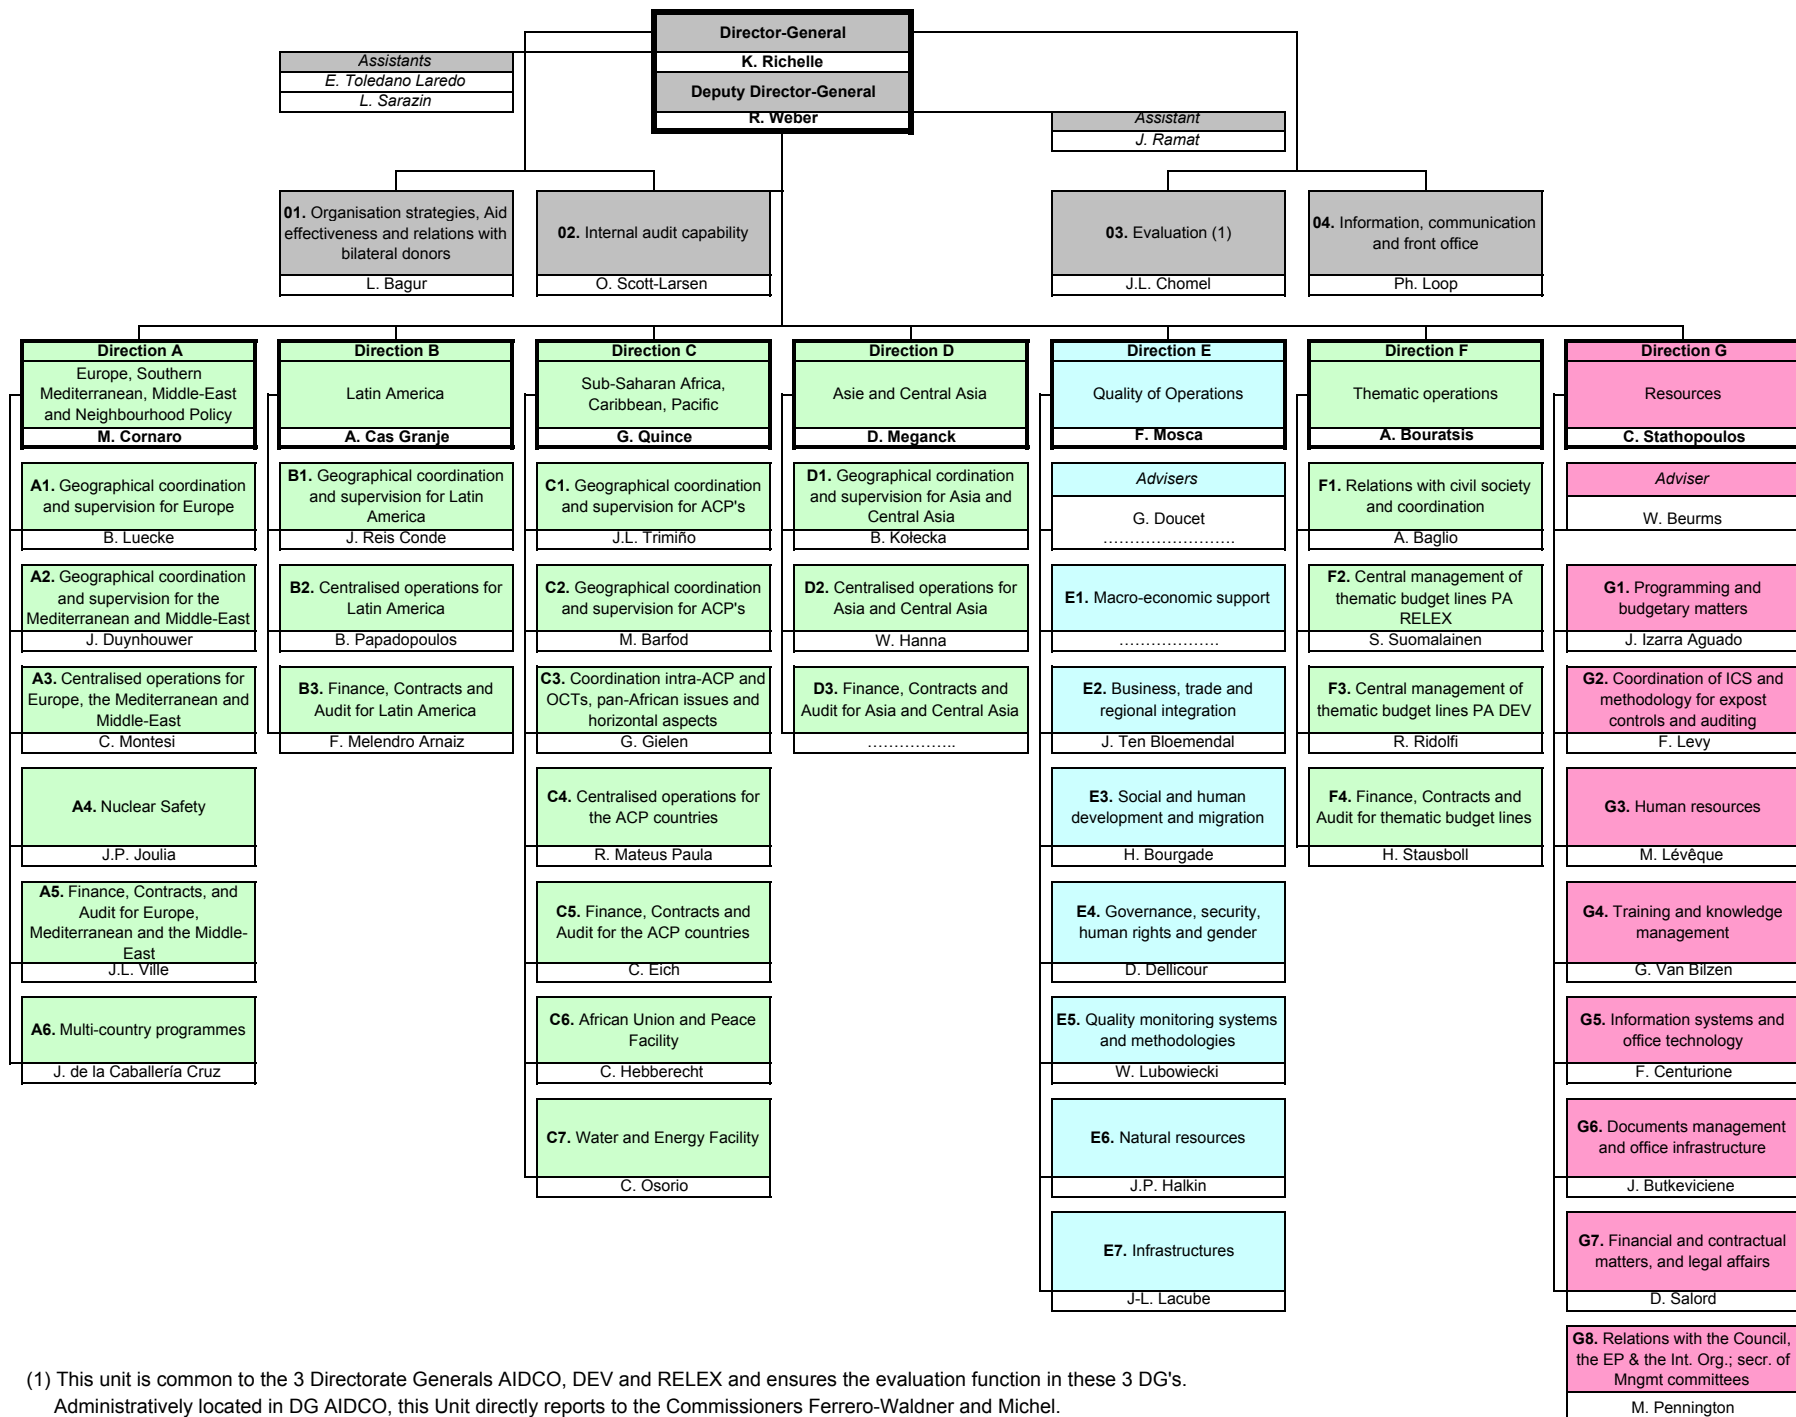 Director-General
K. Richelle
Deputy Director-General
R. Weber
Assistants
E. Toledano Laredo
L. Sarazin
Assistant
J. Ramat
01. Organisation strategies, Aid
effectiveness and relations with
bilateral donors
L. Bagur
02. Internal audit capability
O. Scott-Larsen
03. Evaluation (1)
J.L. Chomel
04. Information, communication
and front office
Ph. Loop
Direction A
Europe, Southern
Mediterranean, Middle-East
and Neighbourhood Policy
M. Cornaro
A1. Geographical coordination
and supervision for Europe
B. Luecke
A2. Geographical coordination
and supervision for the
Mediterranean and Middle-East
J. Duynhouwer
A3. Centralised operations for
Europe, the Mediterranean and
Middle-East
C. Montesi
A4. Nuclear Safety
J.P. Joulia
A5. Finance, Contracts, and
Audit for Europe,
Mediterranean and the Middle-
East
J.L. Ville
A6. Multi-country programmes
J. de la Caballería Cruz
Direction B
Latin America
A. Cas Granje
B1. Geographical coordination
and supervision for Latin
America
J. Reis Conde
B2. Centralised operations for
Latin America
B. Papadopoulos
B3. Finance, Contracts and
Audit for Latin America
F. Melendro Arnaiz
Direction C
Sub-Saharan Africa,
Caribbean, Pacific
G. Quince
C1. Geographical coordination
and supervision for ACP's
J.L. Trimiño
C2. Geographical coordination
and supervision for ACP's
M. Barfod
C3. Coordination intra-ACP and
OCTs, pan-African issues and
horizontal aspects
G. Gielen
C4. Centralised operations for
the ACP countries
R. Mateus Paula
C5. Finance, Contracts and
Audit for the ACP countries
C. Eich
C6. African Union and Peace
Facility
C. Hebberecht
C7. Water and Energy Facility
C. Osorio
Direction D
Asie and Central Asia
D. Meganck
D1. Geographical cordination
and supervision for Asia and
Central Asia
B. Kołecka
D2. Centralised operations for
Asia and Central Asia
W. Hanna
D3. Finance, Contracts and
Audit for Asia and Central Asia
……………..
Direction E
Quality of Operations
F. Mosca
Advisers
G. Doucet
……………………
E1. Macro-economic support
………………
E2. Business, trade and
regional integration
J. Ten Bloemendal
E3. Social and human
development and migration
H. Bourgade
E4. Governance, security,
human rights and gender
D. Dellicour
E5. Quality monitoring systems
and methodologies
W. Lubowiecki
E6. Natural resources
J.P. Halkin
E7. Infrastructures
J-L. Lacube
Direction F
Thematic operations
A. Bouratsis
F1. Relations with civil society
and coordination
A. Baglio
F2. Central management of
thematic budget lines PA
RELEX
S. Suomalainen
F3. Central management of
thematic budget lines PA DEV
R. Ridolfi
F4. Finance, Contracts and
Audit for thematic budget lines
H. Stausboll
Direction G
Resources
C. Stathopoulos
Adviser
W. Beurms
G1. Programming and
budgetary matters
J. Izarra Aguado
G2. Coordination of ICS and
methodology for expost
controls and auditing
F. Levy
G3. Human resources
M. Lévêque
G4. Training and knowledge
management
G. Van Bilzen
G5. Information systems and
office technology
F. Centurione
G6. Documents management
and office infrastructure
J. Butkeviciene
G7. Financial and contractual
matters, and legal affairs
D. Salord
G8. Relations with the Council,
the EP & the Int. Org.; secr. of
Mngmt committees
M. Pennington
(1) This unit is common to the 3 Directorate Generals AIDCO, DEV and RELEX and ensures the evaluation function in these 3 DG's.
Administratively located in DG AIDCO, this Unit directly reports to the Commissioners Ferrero-Waldner and Michel.